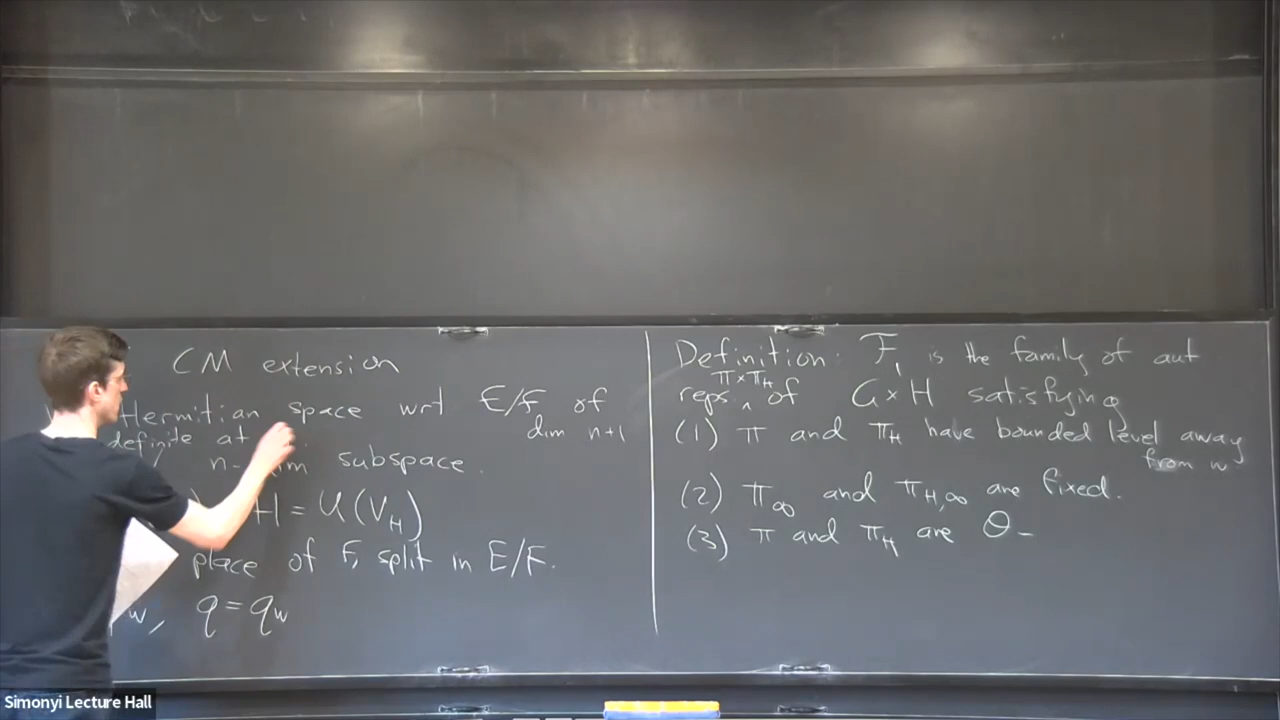 CM extension
Hermitian space wrt E/F of
dim n+1
definite at
n-dim subspace.
H = U(V_H)
place of F, split in E/F.
w, q = q_w
Definition: F_1 is the family of aut
reps. π × π_H of G × H satisfying
(1) π and π_H have bounded level away
from w
(2) π_∞ and π_{H,∞} are fixed.
(3) π and π_H are θ-
Simonyi Lecture Hall